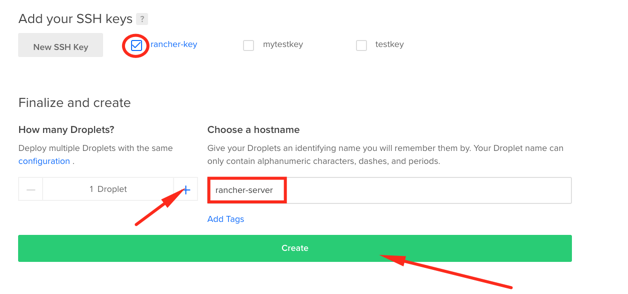 Add your SSH keys ?
New SSH Key rancher-key mytestkey testkey
Finalize and create
How many Droplets?
Deploy multiple Droplets with the same
configuration .
— 1 Droplet +
Choose a hostname
Give your Droplets an identifying name you will remember them by. Your Droplet name can
only contain alphanumeric characters, dashes, and periods.
rancher-server
Add Tags
Create